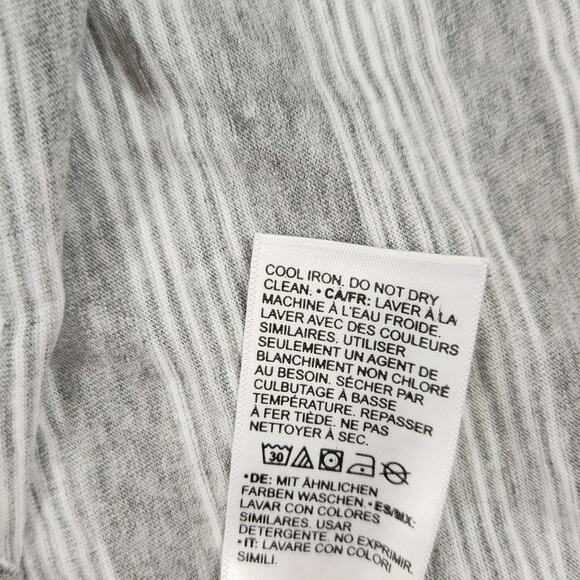 COOL IRON. DO NOT DRY
CLEAN. • CA/FR: LAVER À LA
MACHINE À L'EAU FROIDE.
LAVER AVEC DES COULEURS
SIMILAIRES. UTILISER
SEULEMENT UN AGENT DE
BLANCHIMENT NON CHLORÉ
AU BESOIN. SÉCHER PAR
CULBUTAGE À BASSE
TEMPÉRATURE. REPASSER
À FER TIÈDE. NE PAS
NETTOYER À SEC.
30
• DE: MIT ÄHNLICHEN
FARBEN WASCHEN. • ES/MX:
LAVAR CON COLORES
SIMILARES. USAR
DETERGENTE. NO EXPRIMIR.
• IT: LAVARE CON COLORI
SIMILI.